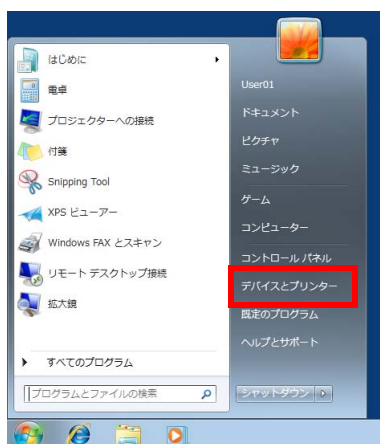 はじめに
電卓
プロジェクターへの接続
付箋
Snipping Tool
XPS ビューアー
Windows FAX とスキャン
リモート デスクトップ接続
拡大鏡
すべてのプログラム
プログラムとファイルの検索
User01
ドキュメント
ピクチャ
ミュージック
ゲーム
コンピューター
コントロール パネル
デバイスとプリンター
既定のプログラム
ヘルプとサポート
シャットダウン